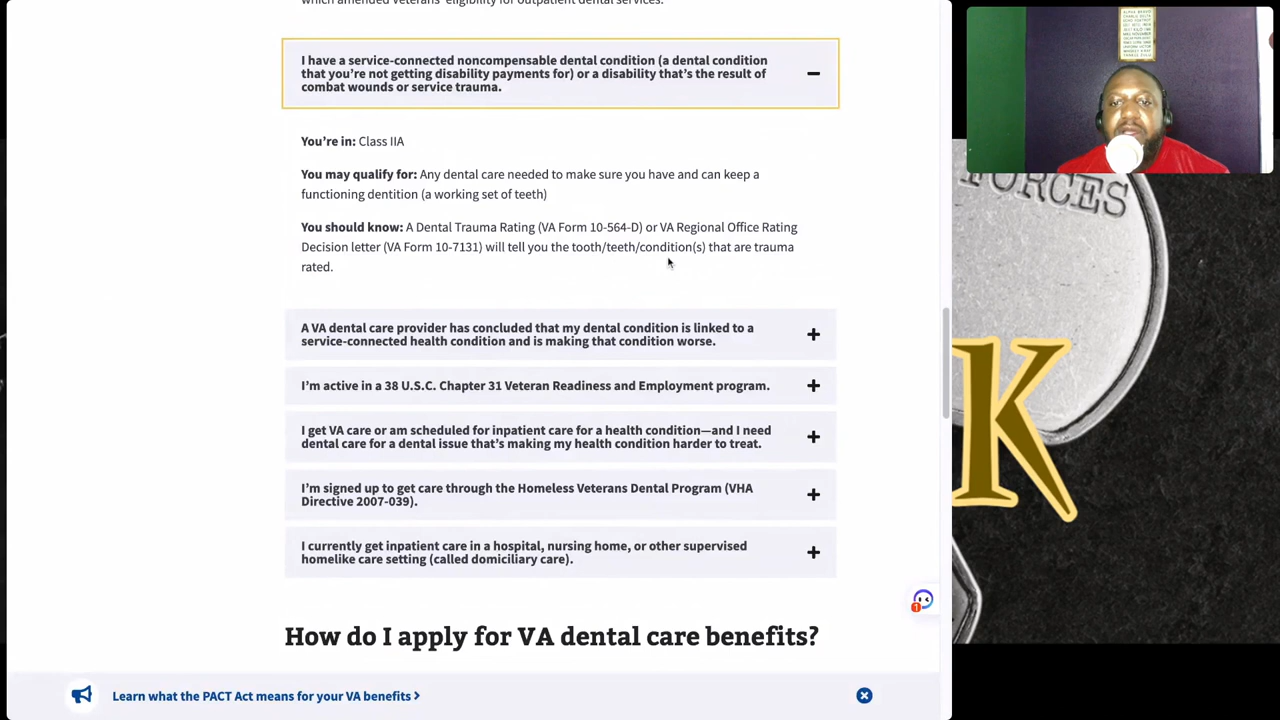 which amended Veterans' eligibility for outpatient dental services.
I have a service-connected noncompensable dental condition (a dental condition
that you're not getting disability payments for) or a disability that's the result of
combat wounds or service trauma.
You're in: Class IIA
You may qualify for: Any dental care needed to make sure you have and can keep a
functioning dentition (a working set of teeth)
You should know: A Dental Trauma Rating (VA Form 10-564-D) or VA Regional Office Rating
Decision letter (VA Form 10-7131) will tell you the tooth/teeth/condition(s) that are trauma
rated.
A VA dental care provider has concluded that my dental condition is linked to a
service-connected health condition and is making that condition worse.
I'm active in a 38 U.S.C. Chapter 31 Veteran Readiness and Employment program.
I get VA care or am scheduled for inpatient care for a health condition—and I need
dental care for a dental issue that's making my health condition harder to treat.
I'm signed up to get care through the Homeless Veterans Dental Program (VHA
Directive 2007-039).
I currently get inpatient care in a hospital, nursing home, or other supervised
homelike care setting (called domiciliary care).
1
How do I apply for VA dental care benefits?
Learn what the PACT Act means for your VA benefits >
FORCES
K